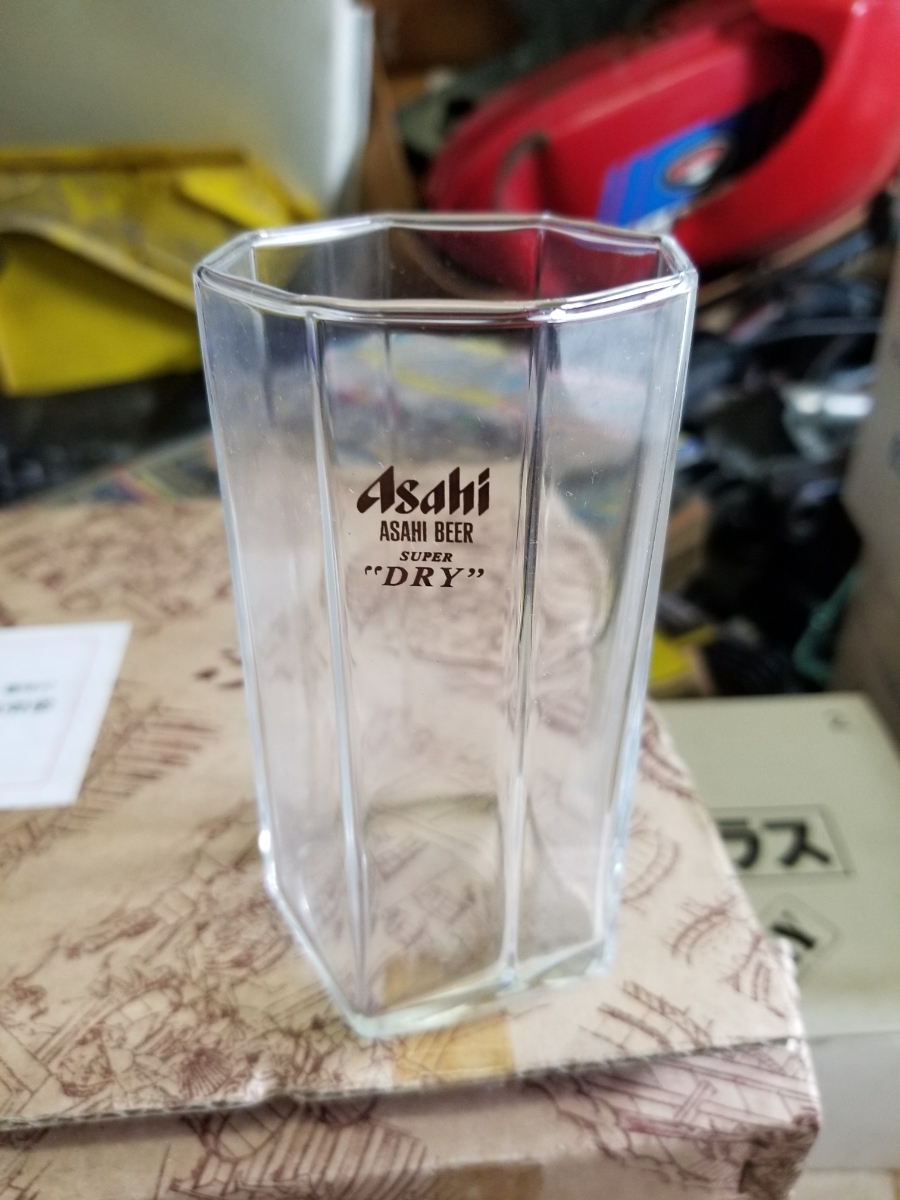 Asahi
ASAHI BEER
SUPER
"DRY"
ラス